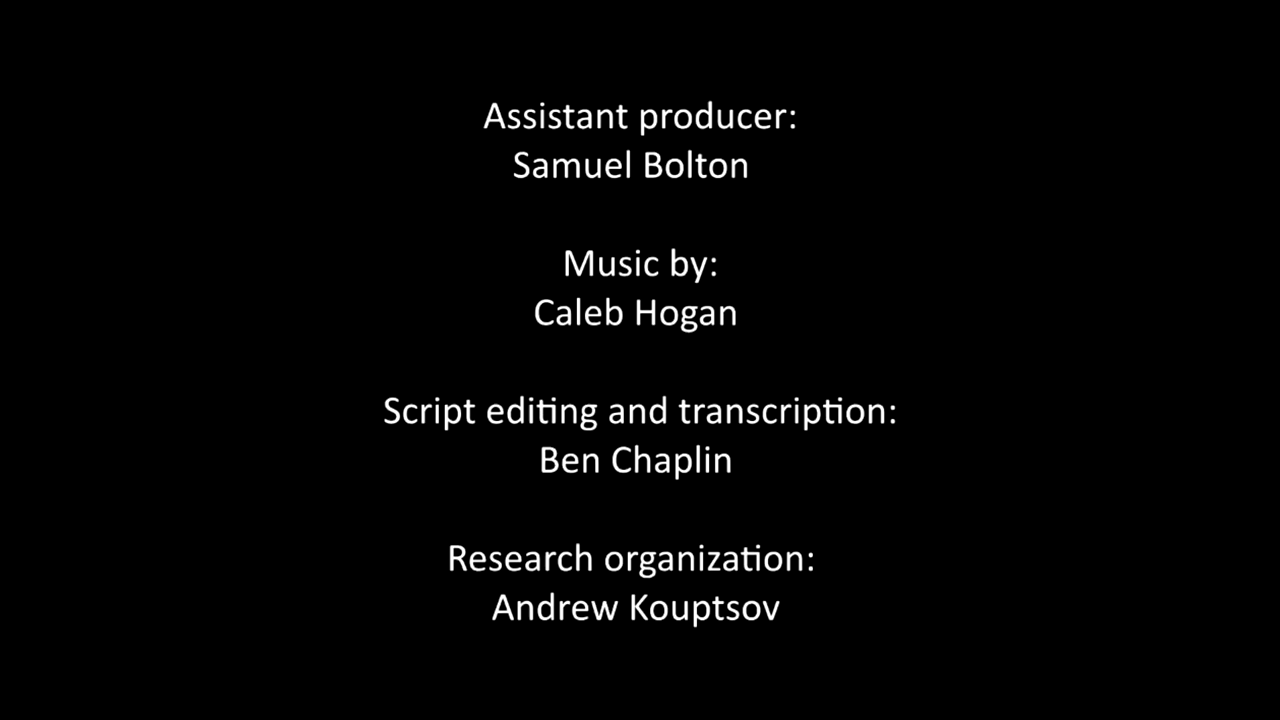 Assistant producer:
Samuel Bolton
Music by:
Caleb Hogan
Script editing and transcription:
Ben Chaplin
Research organization:
Andrew Kouptsov